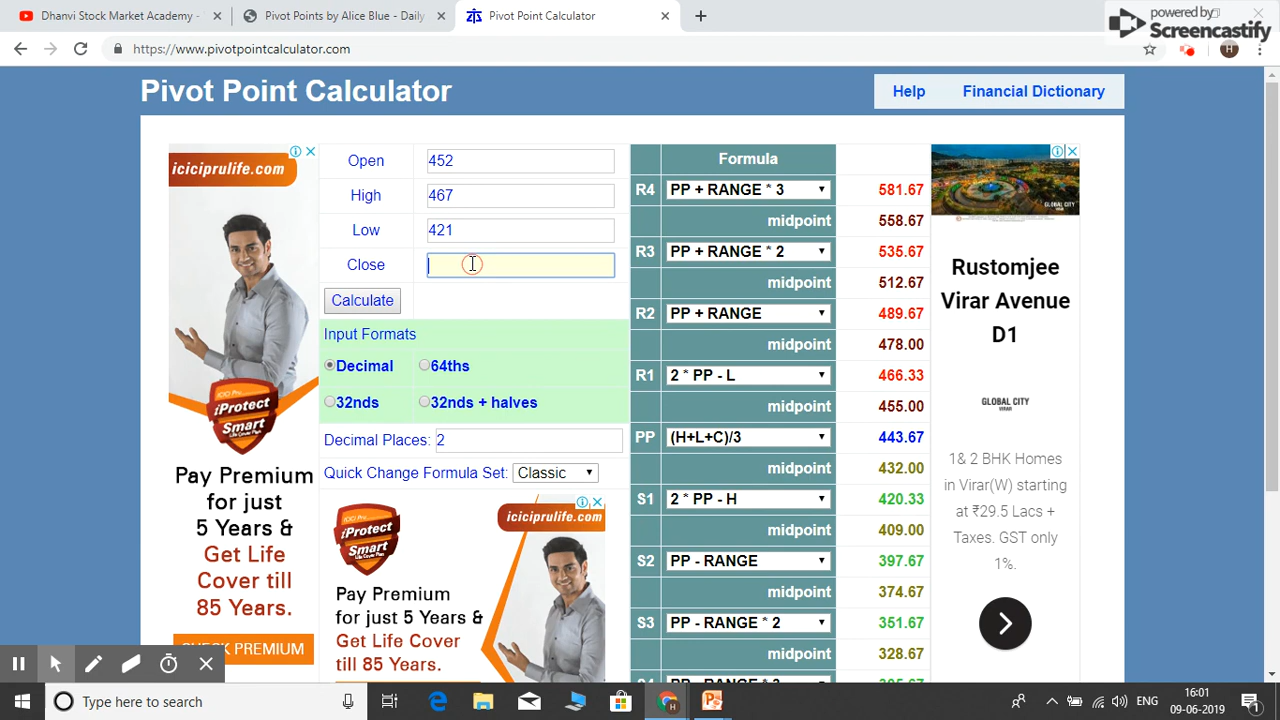 Dhanvi Stock Market Academy -
Pivot Points by Alice Blue - Daily
Pivot Point Calculator
powered by
Screencastify
https://www.pivotpointcalculator.com
Pivot Point Calculator
Help
Financial Dictionary
iciciprulife.com
Pay Premium
for just
5 Years &
Get Life
Cover till
85 Years.
CHECK PREMIUM
iProtect
Smart
Open 452
High 467
Low 421
Close
Calculate
Input Formats
Decimal
64ths
32nds
32nds + halves
Decimal Places: 2
Quick Change Formula Set: Classic
iciciprulife.com
iProtect
Smart
Pay Premium
for just 5 Years &
Get Life Cover
till 85 Years.
Formula
R4 PP + RANGE * 3 581.67
midpoint 558.67
R3 PP + RANGE * 2 535.67
midpoint 512.67
R2 PP + RANGE 489.67
midpoint 478.00
R1 2 * PP - L 466.33
midpoint 455.00
PP (H+L+C)/3 443.67
midpoint 432.00
S1 2 * PP - H 420.33
midpoint 409.00
S2 PP - RANGE 397.67
midpoint 374.67
S3 PP - RANGE * 2 351.67
midpoint 328.67
GLOBAL CITY
Rustomjee
Virar Avenue
D1
GLOBAL CITY
VIRAR
1& 2 BHK Homes
in Virar(W) starting
at ₹29.5 Lacs +
Taxes. GST only
1%.
Type here to search
ENG
16:01
09-06-2019